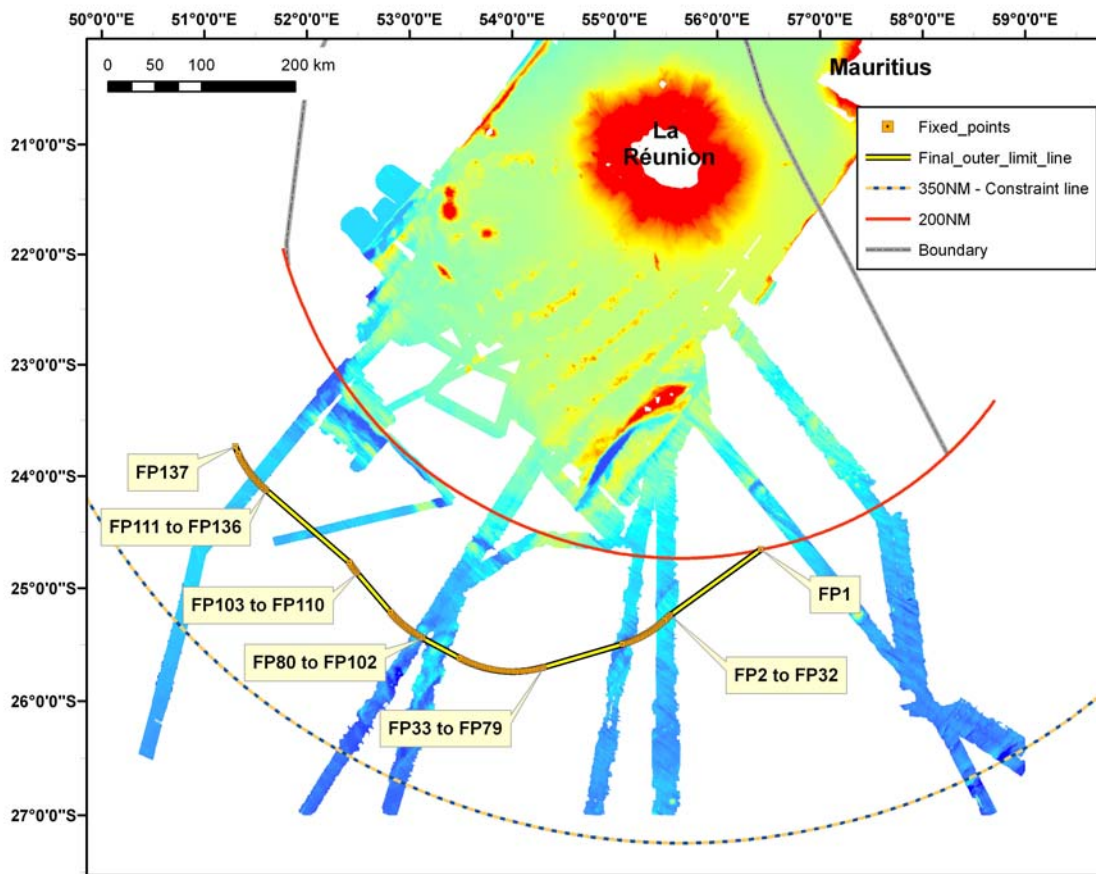 50°0'0"E 51°0'0"E 52°0'0"E 53°0'0"E 54°0'0"E 55°0'0"E 56°0'0"E 57°0'0"E 58°0'0"E 59°0'0"E
0 50 100 200 km
Mauritius
La
Réunion
Fixed_points
Final_outer_limit_line
350NM - Constraint line
200NM
Boundary
21°0'0"S
22°0'0"S
23°0'0"S
24°0'0"S
25°0'0"S
26°0'0"S
27°0'0"S
FP137
FP111 to FP136
FP103 to FP110
FP80 to FP102
FP33 to FP79
FP2 to FP32
FP1